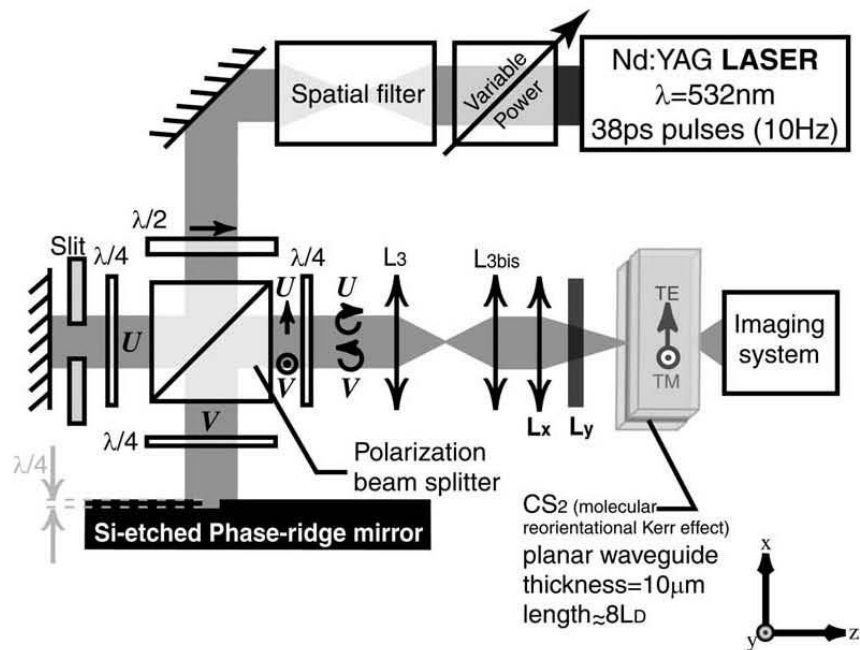 Nd:YAG LASER
λ=532nm
38ps pulses (10Hz)
Variable
Power
Spatial filter
λ/2
Slit
λ/4
U
V
λ/4
U
V
λ/4
U
V
L3
L3bis
Lx
Ly
TE
TM
Imaging
system
λ/4
Polarization
beam splitter
Si-etched Phase-ridge mirror
CS2 (molecular
reorientational Kerr effect)
planar waveguide
thickness=10μm
length≈8LD
x
y
z